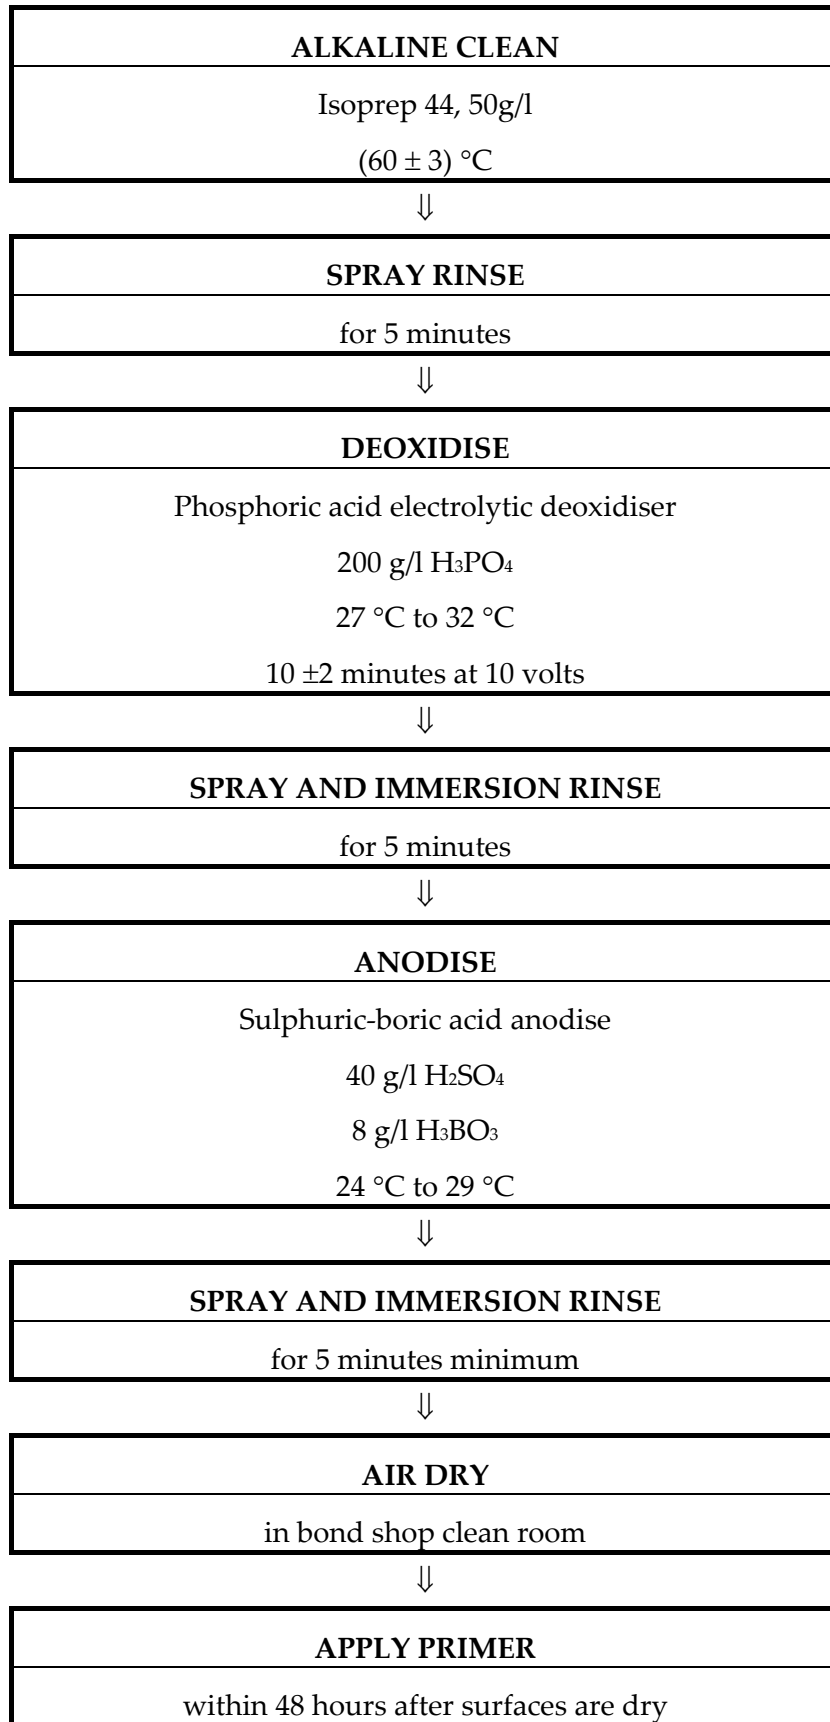 ALKALINE CLEAN
Isoprep 44, 50g/l
(60 ± 3) °C
⇓
SPRAY RINSE
for 5 minutes
⇓
DEOXIDISE
Phosphoric acid electrolytic deoxidiser
200 g/l H₃PO₄
27 °C to 32 °C
10 ±2 minutes at 10 volts
⇓
SPRAY AND IMMERSION RINSE
for 5 minutes
⇓
ANODISE
Sulphuric-boric acid anodise
40 g/l H₂SO₄
8 g/l H₃BO₃
24 °C to 29 °C
⇓
SPRAY AND IMMERSION RINSE
for 5 minutes minimum
⇓
AIR DRY
in bond shop clean room
⇓
APPLY PRIMER
within 48 hours after surfaces are dry